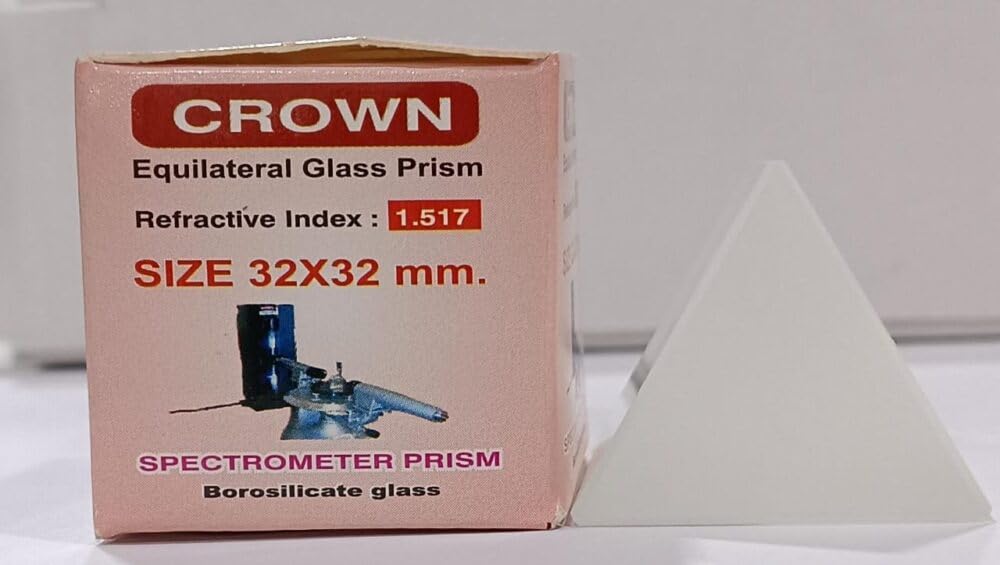 CROWN
Equilateral Glass Prism
Refractive Index : 1.517
SIZE 32X32 mm.
SPECTROMETER PRISM
Borosilicate glass